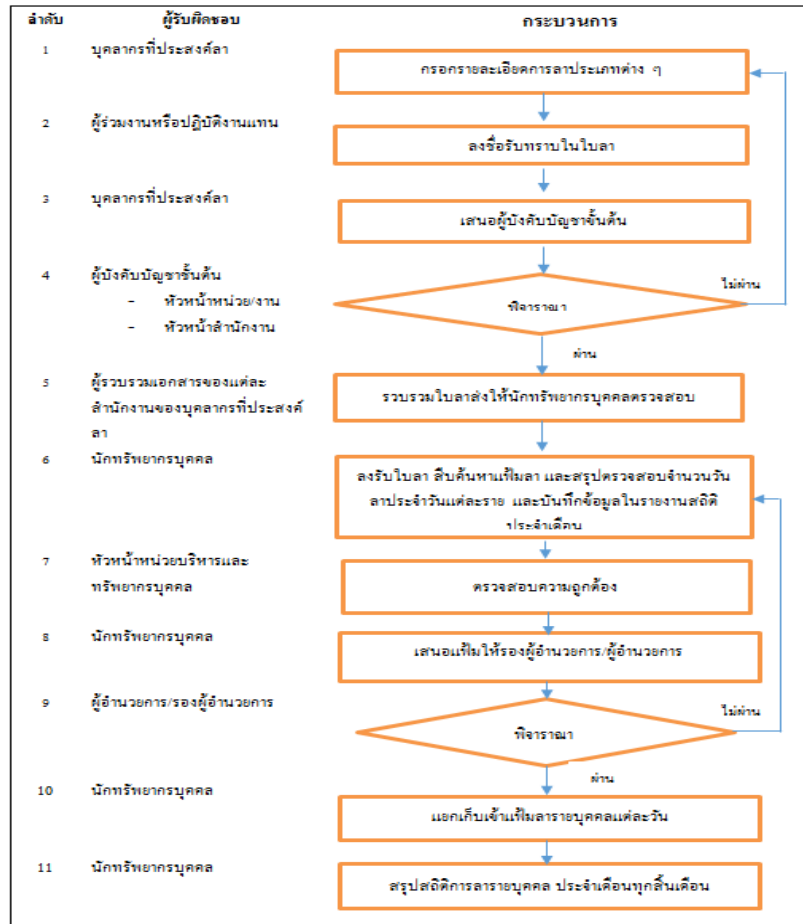 ลำดับ ผู้รับผิดชอบ กระบวนการ
1 บุคลากรที่ประสงค์ลา
กรอกรายละเอียดการลาประเภทต่าง ๆ
2 ผู้ร่วมงานหรือปฏิบัติงานแทน
ลงชื่อรับทราบในใบลา
3 บุคลากรที่ประสงค์ลา
เสนอผู้บังคับบัญชาชั้นต้น
4 ผู้บังคับบัญชาชั้นต้น
- หัวหน้าหน่วย/งาน
- หัวหน้าสำนักงาน
พิจาราณา
ไม่ผ่าน
ผ่าน
5 ผู้รวบรวมเอกสารของแต่ละ
สำนักงานของบุคลากรที่ประสงค์
ลา
รวบรวมใบลาส่งให้นักทรัพยากรบุคคลตรวจสอบ
6 นักทรัพยากรบุคคล
ลงรับใบลา สืบค้นหาแฟ้มลา และสรุปตรวจสอบจำนวนวัน
ลาประจำวันแต่ละราย และบันทึกข้อมูลในรายงานสถิติ
ประจำเดือน
7 หัวหน้าหน่วยบริหารและ
ทรัพยากรบุคคล
ตรวจสอบความถูกต้อง
8 นักทรัพยากรบุคคล
เสนอแฟ้มให้รองผู้อำนวยการ/ผู้อำนวยการ
9 ผู้อำนวยการ/รองผู้อำนวยการ
พิจาราณา
ไม่ผ่าน
ผ่าน
10 นักทรัพยากรบุคคล
แยกเก็บเข้าแฟ้มลารายบุคคลแต่ละวัน
11 นักทรัพยากรบุคคล
สรุปสถิติการลารายบุคคล ประจำเดือนทุกสิ้นเดือน